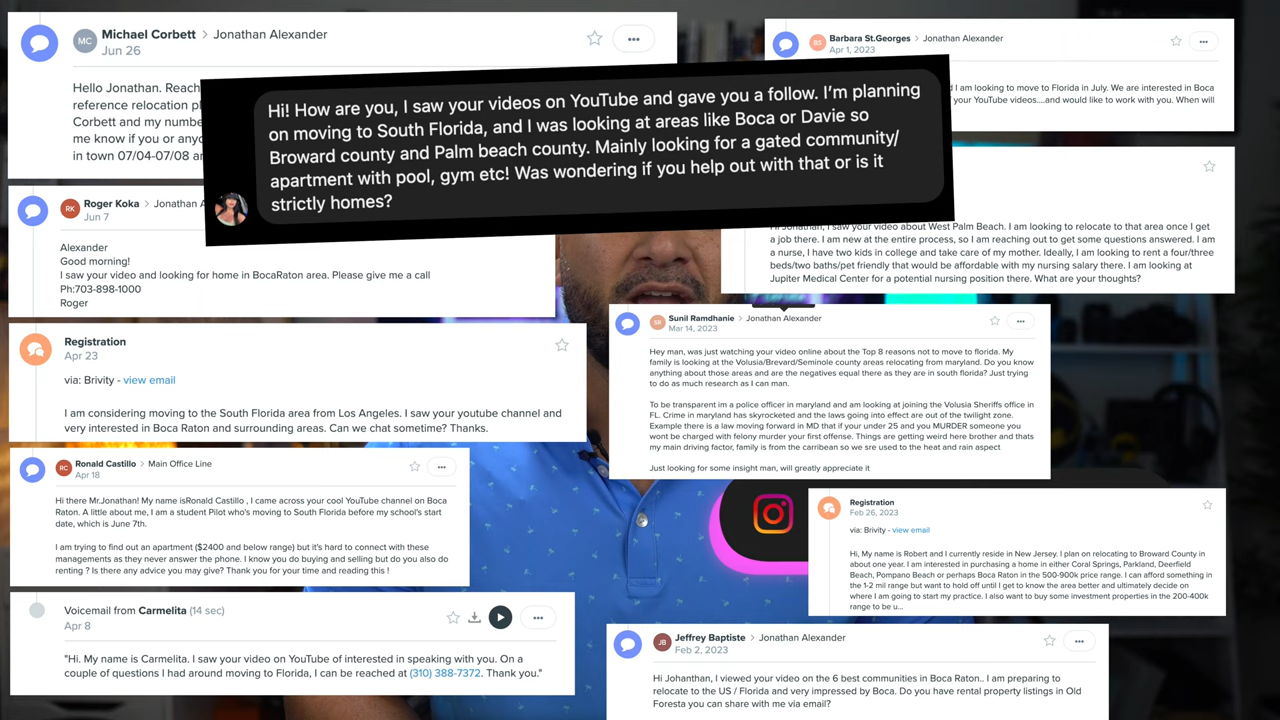 Michael Corbett > Jonathan Alexander
MC
Jun 26
Hello Jonathan. Reach
reference relocation
Corbett and my numbe
me know if you or anyo
in town 07/04-07/08
Hi! How are you, I saw your videos on YouTube and gave you a follow. I'm planning
on moving to South Florida, and I was looking at areas like Boca or Davie so
Broward county and Palm beach county. Mainly looking for a gated community/
apartment with pool, gym etc! Was wondering if you help out with that or is it
strictly homes?
Barbara St.Georges > Jonathan Alexander
BS
Apr 1, 2023
I am looking to move to Florida in July. We are interested in Boca
your YouTube videos....and would like to work with you. When will
Roger Koka > Jonathan A
RK
Jun 7
Alexander
Good morning!
I saw your video and looking for home in BocaRaton area. Please give me a call
Ph:703-898-1000
Roger
Jonathan, I saw your video about West Palm Beach. I am looking to relocate to that area once I get
a job there. I am new at the entire process, so I am reaching out to get some questions answered. I am
a nurse, I have two kids in college and take care of my mother. Ideally, I am looking to rent a four/three
beds/two baths/pet friendly that would be affordable with my nursing salary there. I am looking at
Jupiter Medical Center for a potential nursing position there. What are your thoughts?
Registration
Apr 23
via: Brivity - view email
I am considering moving to the South Florida area from Los Angeles. I saw your youtube channel and
very interested in Boca Raton and surrounding areas. Can we chat sometime? Thanks.
Sunil Ramdhanie > Jonathan Alexander
SR
Mar 14, 2023
Hey man, was just watching your video online about the Top 8 reasons not to move to florida. My
family is looking at the Volusia/Brevard/Seminole county areas relocating from maryland. Do you know
anything about those areas and are the negatives equal there as they are in south florida? Just trying
to do as much research as I can man.
To be transparent im a police officer in maryland and am looking at joining the Volusia Sheriffs office in
FL. Crime in maryland has skyrocketed and the laws going into effect are out of the twilight zone.
Example there is a law moving forward in MD that if your under 25 and you MURDER someone you
wont be charged with felony murder your first offense. Things are getting weird here brother and thats
my main driving factor, family is from the carribean so we sre used to the heat and rain aspect
Just looking for some insight man, will greatly appreciate it
Ronald Castillo > Main Office Line
RC
Apr 18
Hi there Mr.Jonathan! My name isRonald Castillo , I came across your cool YouTube channel on Boca
Raton. A little about me, I am a student Pilot who's moving to South Florida before my school's start
date, which is June 7th.
I am trying to find out an apartment ($2400 and below range) but it's hard to connect with these
managements as they never answer the phone. I know you do buying and selling but do you also do
renting ? Is there any advice you may give? Thank you for your time and reading this !
Registration
Feb 26, 2023
via: Brivity - view email
Hi, My name is Robert and I currently reside in New Jersey. I plan on relocating to Broward County in
about one year. I am interested in purchasing a home in either Coral Springs, Parkland, Deerfield
Beach, Pompano Beach or perhaps Boca Raton in the 500-900k price range. I can afford something in
the 1-2 mil range but want to hold off until I get to know the area better and ultimately decide on
where I am going to start my practice. I also want to buy some investment properties in the 200-400k
range to be u...
Voicemail from Carmelita (14 sec)
Apr 8
"Hi. My name is Carmelita. I saw your video on YouTube of interested in speaking with you. On a
couple of questions I had around moving to Florida, I can be reached at (310) 388-7372. Thank you."
Jeffrey Baptiste > Jonathan Alexander
JB
Feb 2, 2023
Hi Johanthan, I viewed your video on the 6 best communities in Boca Raton.. I am preparing to
relocate to the US / Florida and very impressed by Boca. Do you have rental property listings in Old
Foresta you can share with me via email?